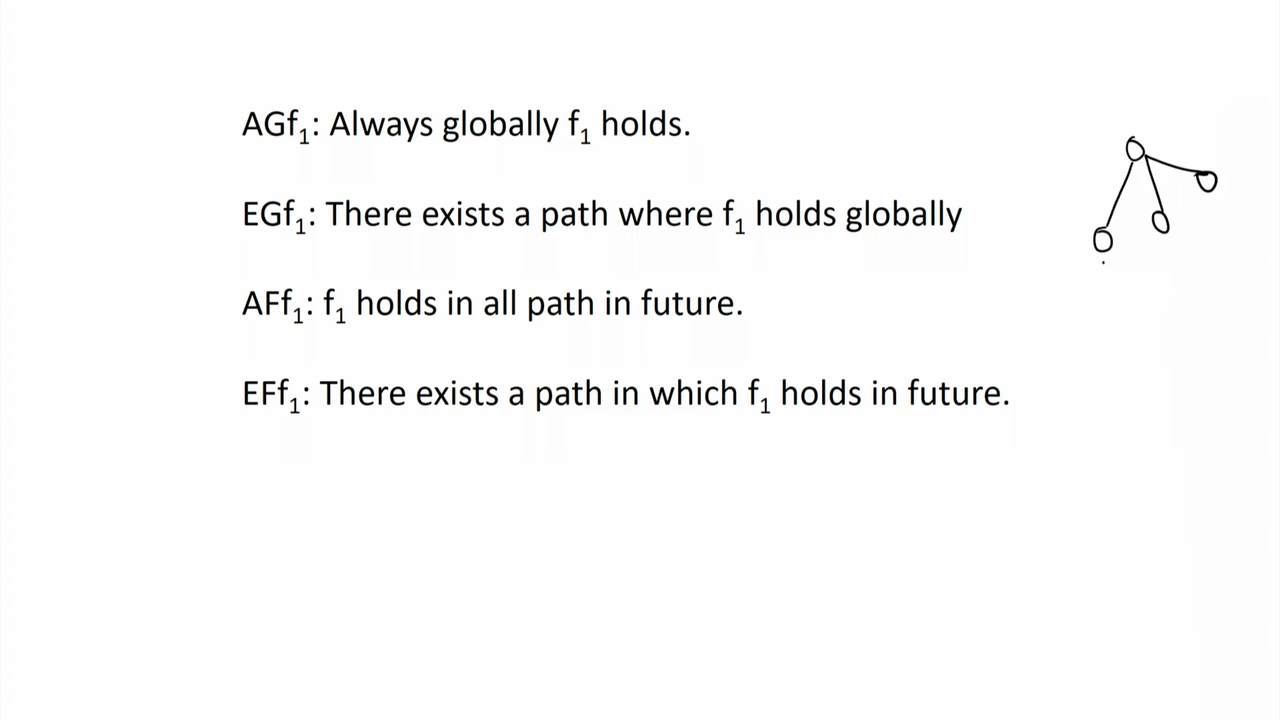 AGf₁: Always globally f₁ holds.
EGf₁: There exists a path where f₁ holds globally
AFf₁: f₁ holds in all path in future.
EFf₁: There exists a path in which f₁ holds in future.